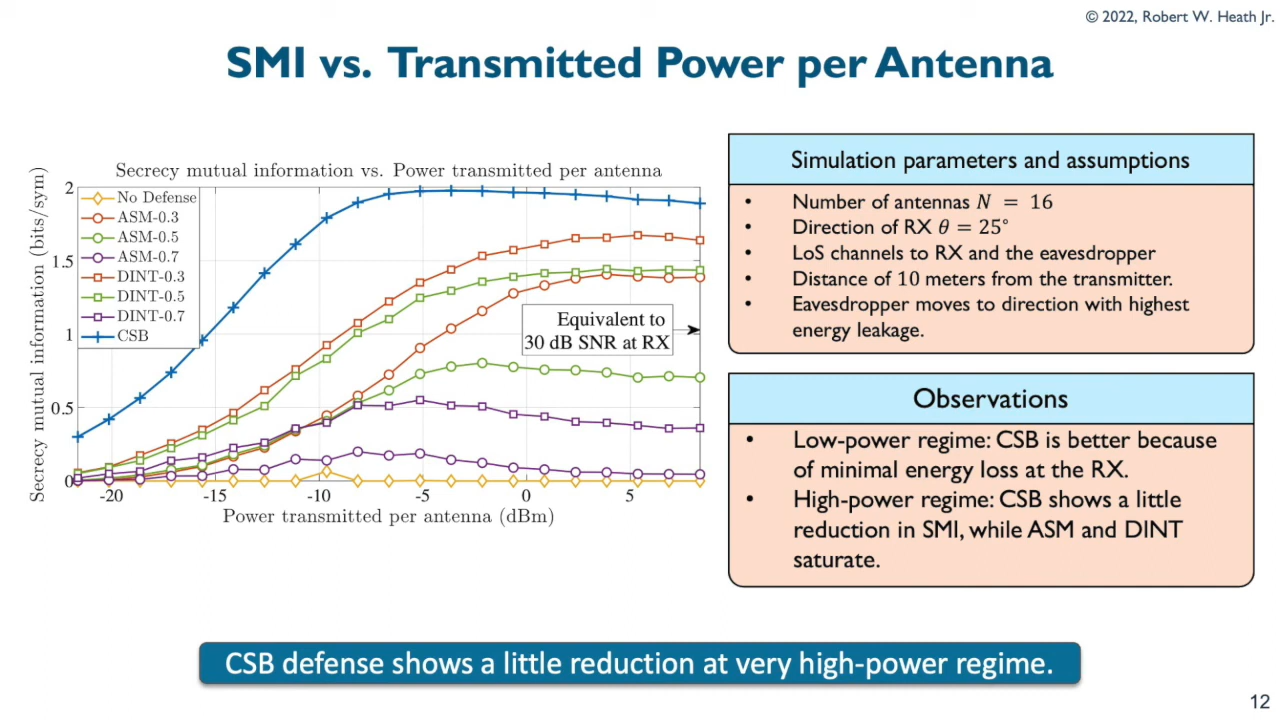 © 2022, Robert W. Heath Jr.
SMI vs. Transmitted Power per Antenna
Secrecy mutual information vs. Power transmitted per antenna
Secrecy mutual information (bits/sym)
2
1.5
1
0.5
0
No Defense
ASM-0.3
ASM-0.5
ASM-0.7
DINT-0.3
DINT-0.5
DINT-0.7
CSB
Equivalent to
30 dB SNR at RX
-20 -15 -10 -5 0 5
Power transmitted per antenna (dBm)
Simulation parameters and assumptions
• Number of antennas N = 16
• Direction of RX θ = 25°
• LoS channels to RX and the eavesdropper
• Distance of 10 meters from the transmitter.
• Eavesdropper moves to direction with highest
energy leakage.
Observations
• Low-power regime: CSB is better because
of minimal energy loss at the RX.
• High-power regime: CSB shows a little
reduction in SMI, while ASM and DINT
saturate.
CSB defense shows a little reduction at very high-power regime.
12